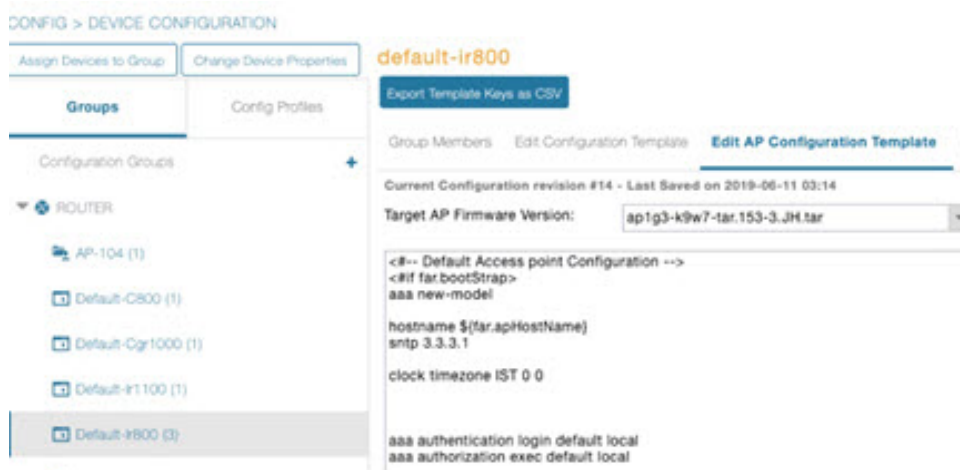 CONFIG > DEVICE CONFIGURATION
Assign Devices to Group
Change Device Properties
Groups
Config Profiles
Configuration Groups
+
ROUTER
AP-104 (1)
Default-C800 (1)
Default-Cgr1000 (1)
Default-Ir1100 (1)
Default-Ir800 (3)
default-ir800
Export Template Keys as CSV
Group Members
Edit Configuration Template
Edit AP Configuration Template
Current Configuration revision #14 - Last Saved on 2019-06-11 03:14
Target AP Firmware Version:
ap1g3-k9w7-tar.153-3.JH.tar
<#-- Default Access point Configuration -->
<#if far.bootStrap>
aaa new-model
hostname ${far.apHostName}
sntp 3.3.3.1
clock timezone IST 0 0
aaa authentication login default local
aaa authorization exec default local